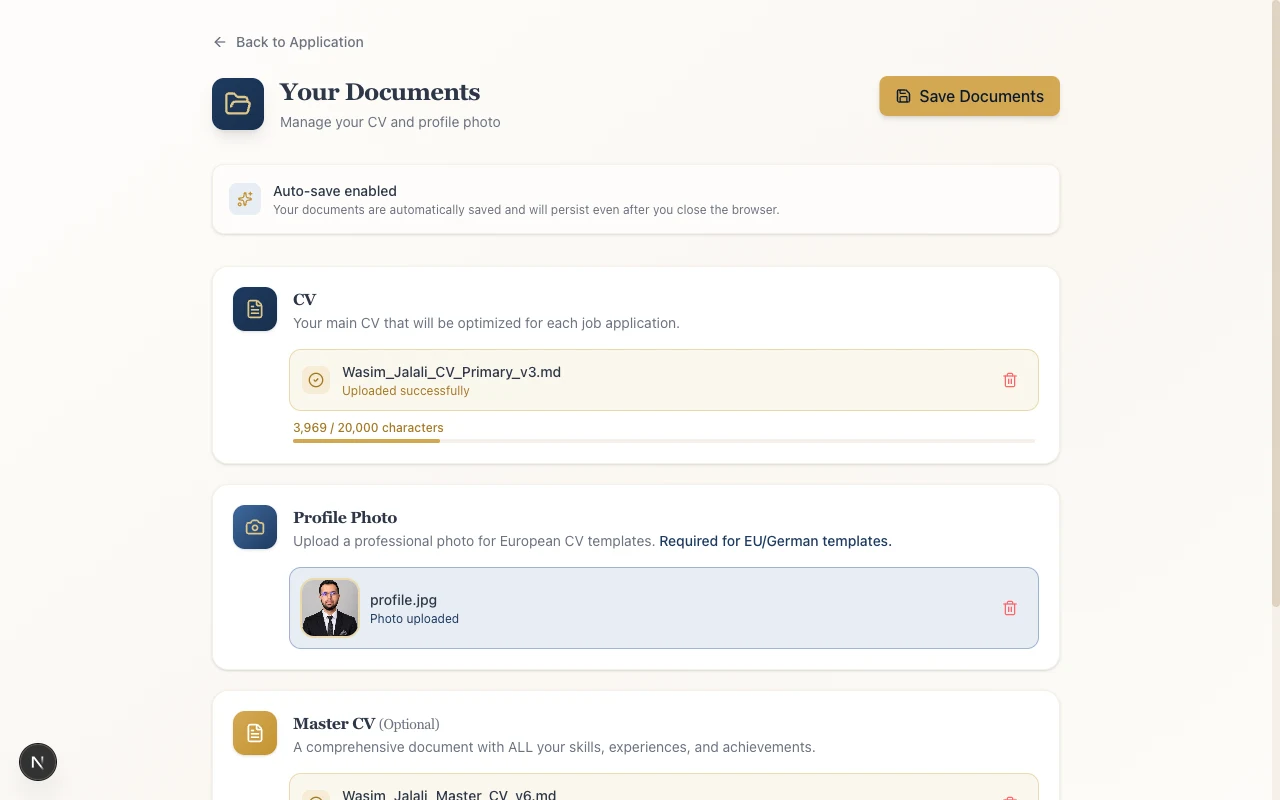 Back to Application
Your Documents
Manage your CV and profile photo
Save Documents
Auto-save enabled
Your documents are automatically saved and will persist even after you close the browser.
CV
Your main CV that will be optimized for each job application.
Wasim_Jalali_CV_Primary_v3.md
Uploaded successfully
3,969 / 20,000 characters
Profile Photo
Upload a professional photo for European CV templates. Required for EU/German templates.
profile.jpg
Photo uploaded
Master CV (Optional)
A comprehensive document with ALL your skills, experiences, and achievements.
Wasim_Jalali_Master_CV_v6.md
N